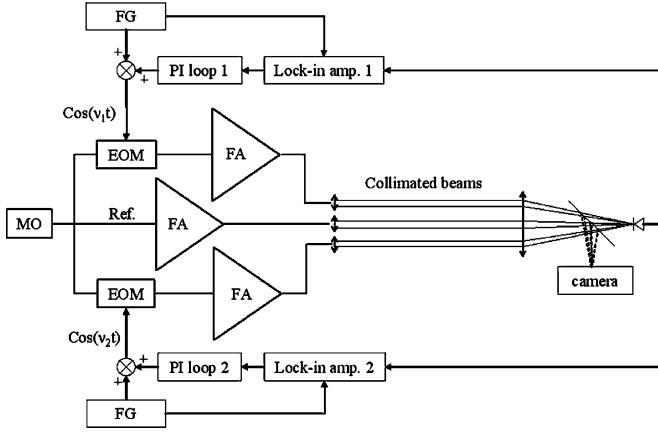 FG
+
+
PI loop 1
Lock-in amp. 1
Cos(ν₁t)
EOM
FA
Collimated beams
MO
Ref.
FA
EOM
FA
camera
Cos(ν₂t)
+
+
PI loop 2
Lock-in amp. 2
FG